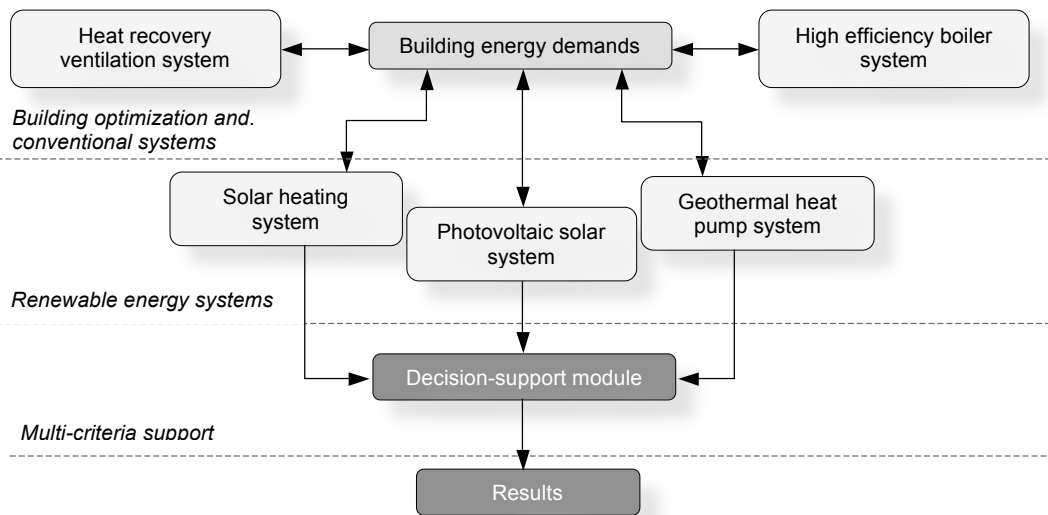 Heat recovery
ventilation system
Building energy demands
High efficiency boiler
system
Building optimization and.
conventional systems
Solar heating
system
Photovoltaic solar
system
Geothermal heat
pump system
Renewable energy systems
Decision-support module
Multi-criteria support
Results